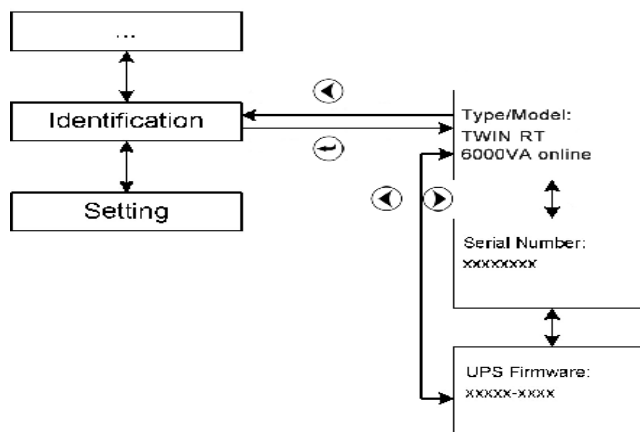 ...
Identification
Setting
Type/Model:
TWIN RT
6000VA online
Serial Number:
xxxxxxxx
UPS Firmware:
xxxxx-xxxx